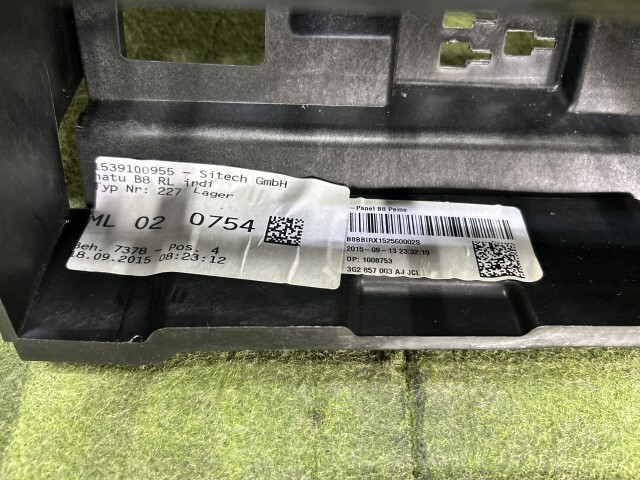 1539100955 - Sitech GmbH
natu B8 RL indi
Typ Nr: 227 Lager
ML 02 0754
Beh. 7378 - Pos. 4
18.09.2015 08:23:12
-Panel B8 Peine
B8BBIRX152560002S
2015-09-13 23:32:19
OP: 1008753
3G2 857 003 AJ JCL